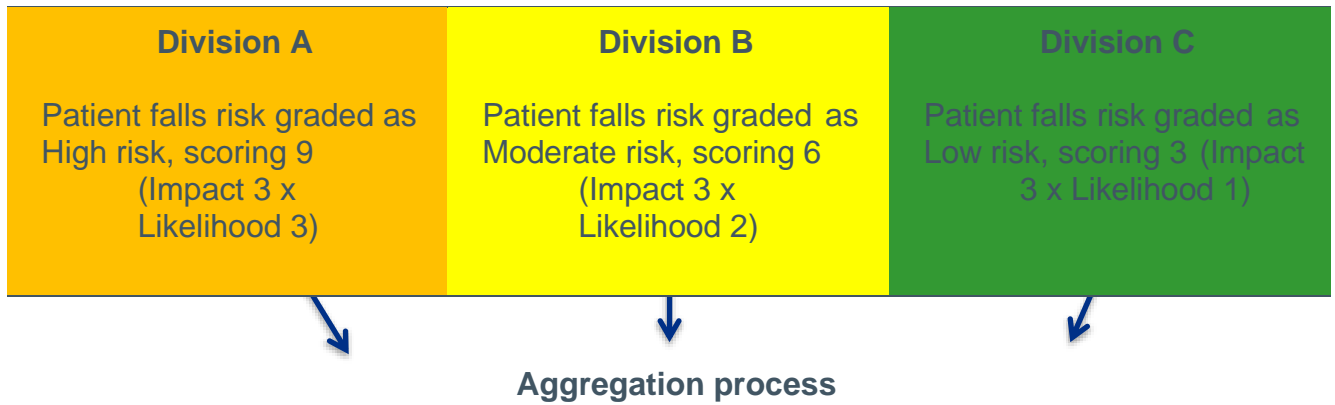 Division A
Patient falls risk graded as
High risk, scoring 9
(Impact 3 x
Likelihood 3)
Division B
Patient falls risk graded as
Moderate risk, scoring 6
(Impact 3 x
Likelihood 2)
Division C
Patient falls risk graded as
Low risk, scoring 3 (Impact
3 x Likelihood 1)
Aggregation process